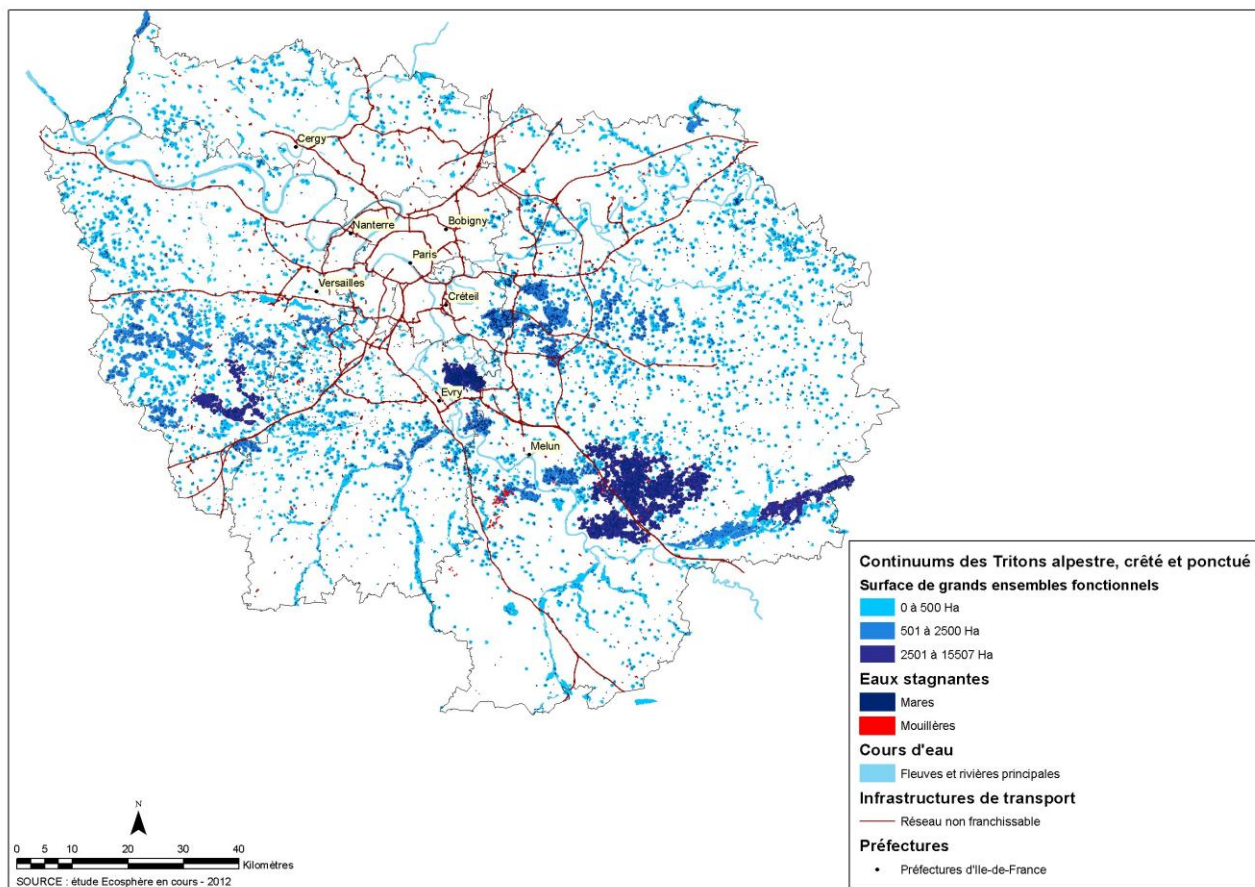 Cergy
Nanterre
Bobigny
Paris
Versailles
Créteil
Evry
Melun
Continuums des Tritons alpestre, crêté et ponctué
Surface de grands ensembles fonctionnels
0 à 500 Ha
501 à 2500 Ha
2501 à 15507 Ha
Eaux stagnantes
Mares
Mouillères
Cours d'eau
Fleuves et rivières principales
Infrastructures de transport
Réseau non franchissable
Préfectures
Préfectures d'Ile-de-France
N
0 5 10 20 30 40
Kilomètres
SOURCE : étude Ecosphère en cours - 2012